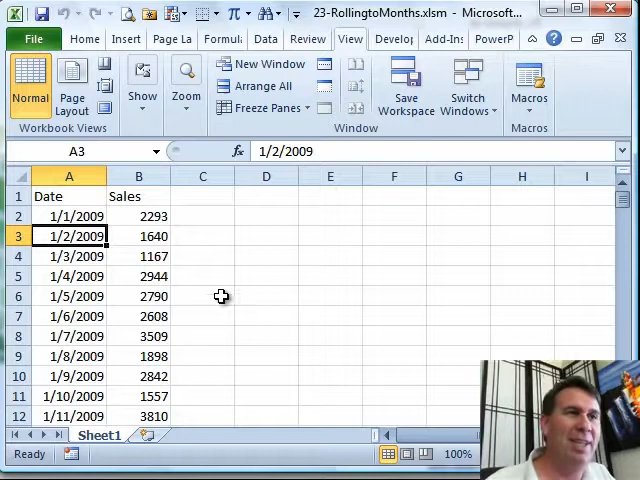 23-RollingtoMonths.xlsm - Microsoft...
File Home Insert Page La Formula Data Review View Develop Add-Ins PowerP
Normal Page Layout Show Zoom New Window Save Workspace Switch Windows Macros
Arrange All
Freeze Panes
Workbook Views Window Macros
A3 fx 1/2/2009
A B C D E F G H I
1 Date Sales
2 1/1/2009 2293
3 1/2/2009 1640
4 1/3/2009 1167
5 1/4/2009 2944
6 1/5/2009 2790
7 1/6/2009 2608
8 1/7/2009 3509
9 1/8/2009 1898
10 1/9/2009 2842
11 1/10/2009 1557
12 1/11/2009 3810
Sheet1
Ready 100%